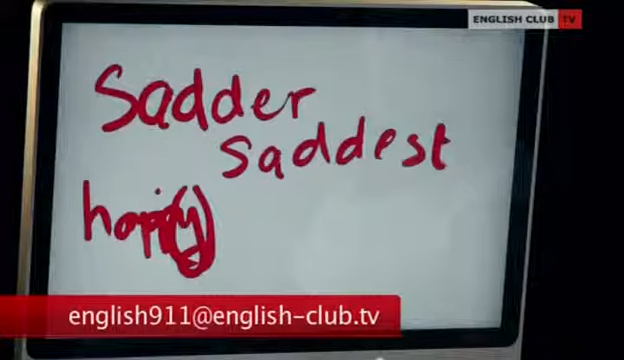 ENGLISH CLUB TV
Sadder
Saddest
happy
english911@english-club.tv